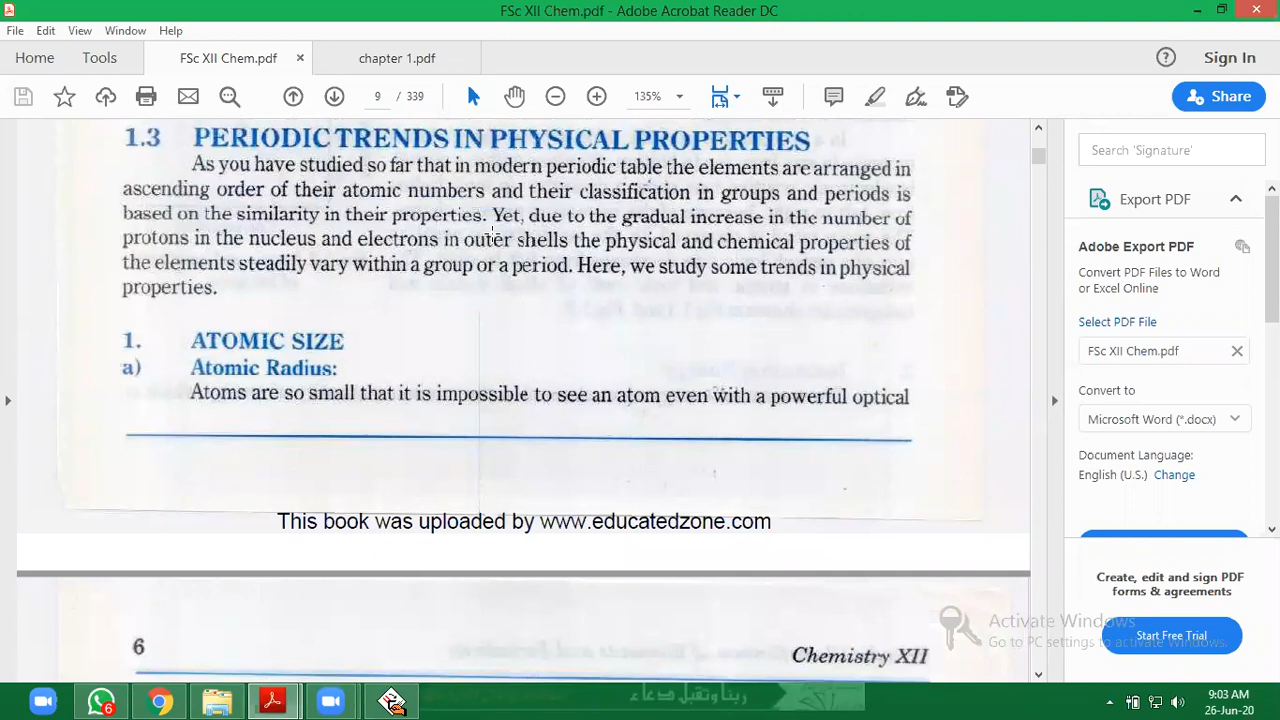 FSc XII Chem.pdf - Adobe Acrobat Reader DC
File Edit View Window Help
Home Tools FSc XII Chem.pdf × chapter 1.pdf ? Sign In
9 / 339 135% Share
1.3 PERIODIC TRENDS IN PHYSICAL PROPERTIES
As you have studied so far that in modern periodic table the elements are arranged in
ascending order of their atomic numbers and their classification in groups and periods is
based on the similarity in their properties. Yet, due to the gradual increase in the number of
protons in the nucleus and electrons in outer shells the physical and chemical properties of
the elements steadily vary within a group or a period. Here, we study some trends in physical
properties.
1. ATOMIC SIZE
a) Atomic Radius:
Atoms are so small that it is impossible to see an atom even with a powerful optical
This book was uploaded by www.educatedzone.com
6
Chemistry XII
Search 'Signature'
Export PDF
Adobe Export PDF
Convert PDF Files to Word
or Excel Online
Select PDF File
FSc XII Chem.pdf
Convert to
Microsoft Word (*.docx)
Document Language:
English (U.S.) Change
Create, edit and sign PDF
forms & agreements
Start Free Trial
Activate Windows
Go to PC settings to activate Windows.
6
ربنا وتقبل دعاء
9:03 AM
26-Jun-20